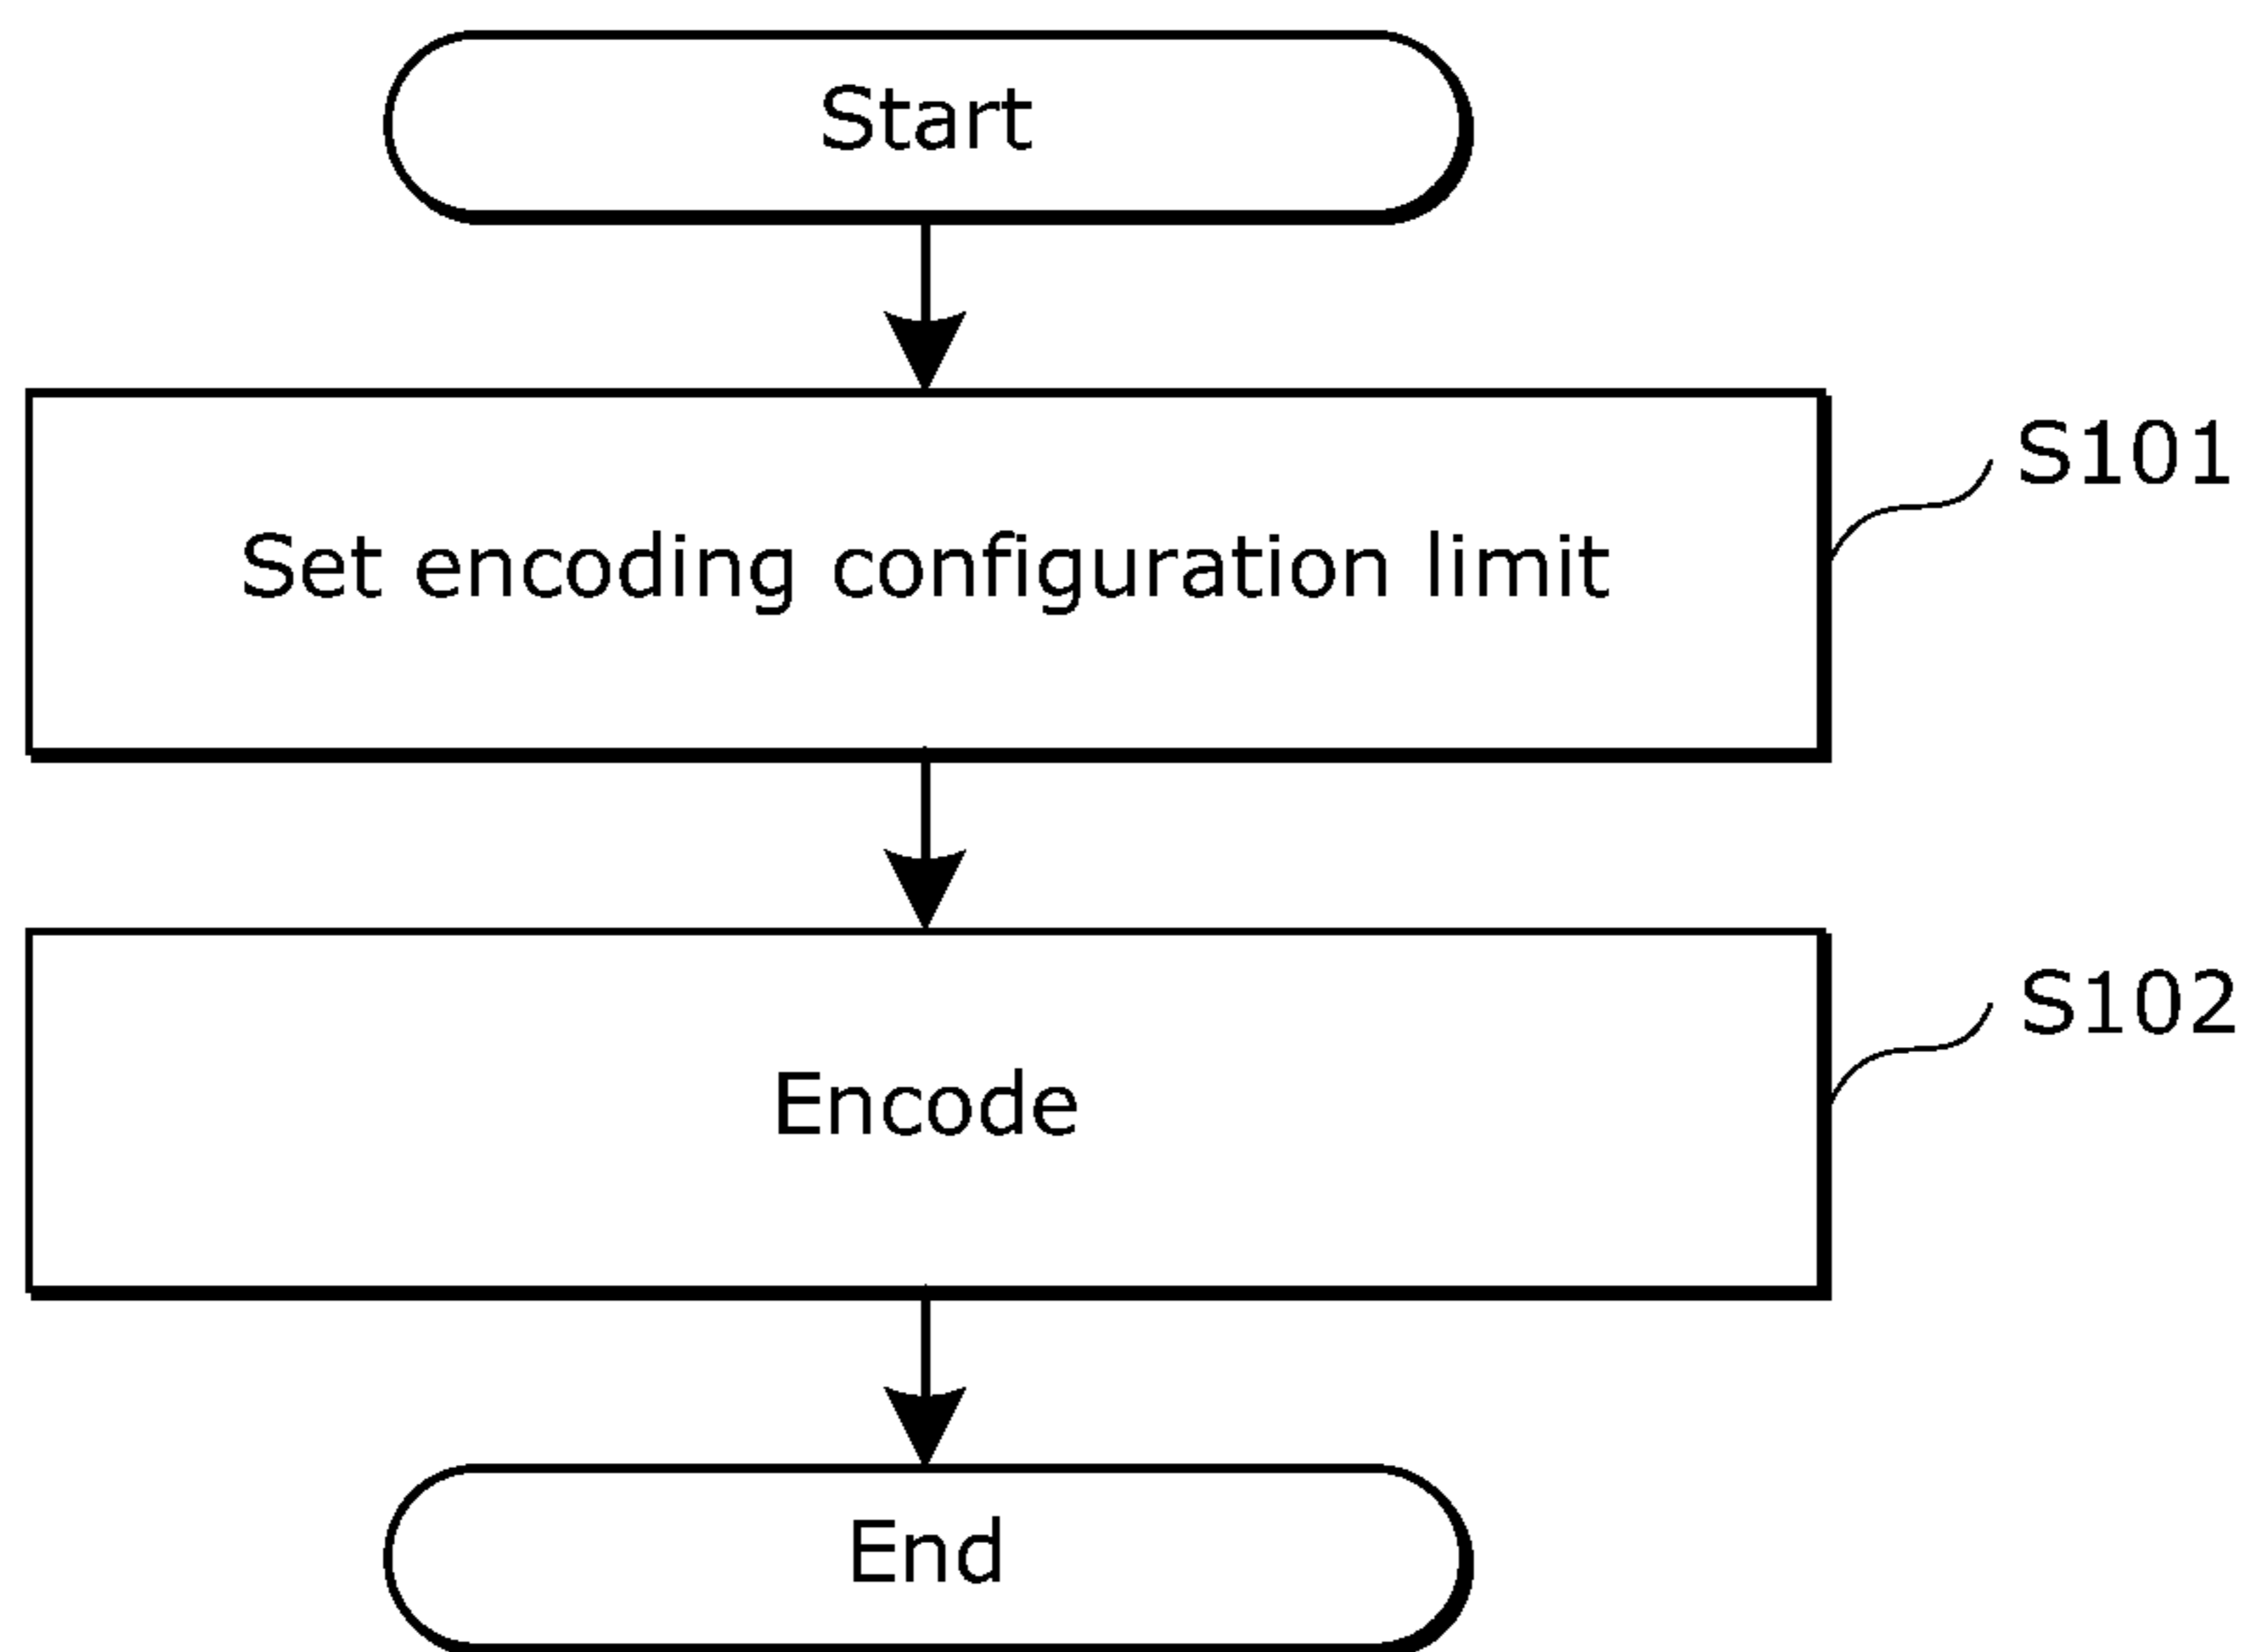 Start
S101
Set encoding configuration limit
S102
Encode
End